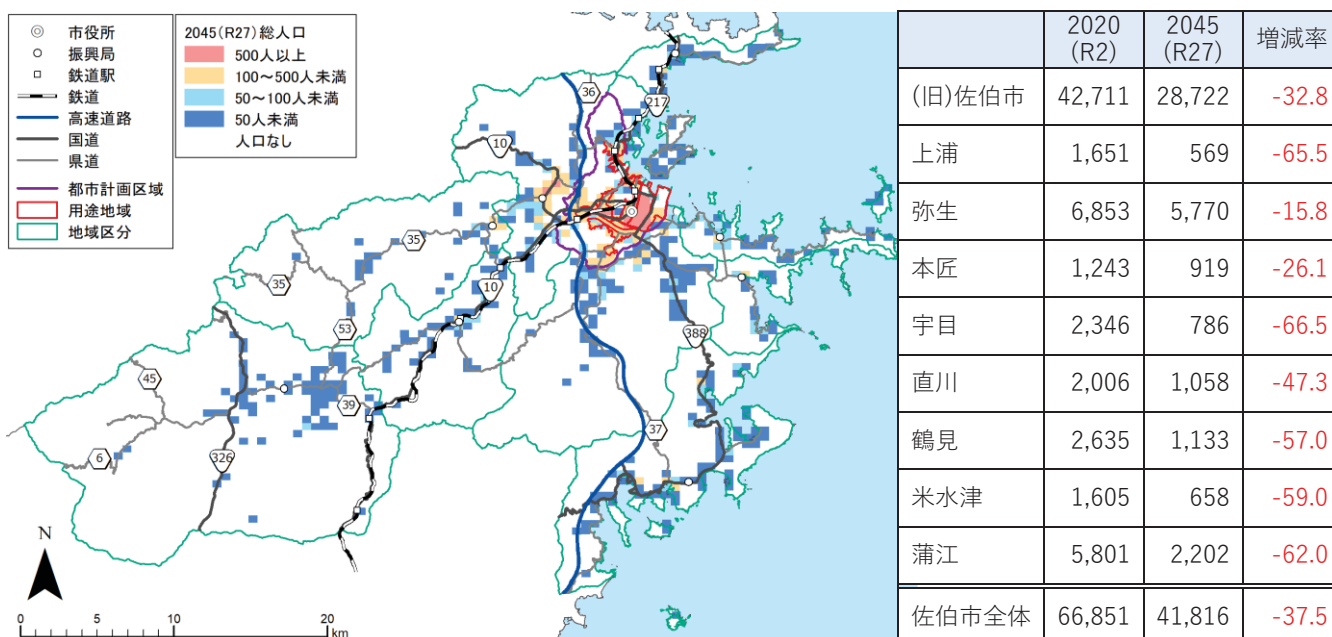 市役所
振興局
鉄道駅
鉄道
高速道路
国道
県道
都市計画区域
用途地域
地域区分
2045(R27)総人口
500人以上
100～500人未満
50～100人未満
50人未満
人口なし
36
217
10
35
35
10
53
388
45
39
37
6
326
N
0 5 10 20
km
2020 (R2) 2045 (R27) 増減率
(旧)佐伯市 42,711 28,722 -32.8
上浦 1,651 569 -65.5
弥生 6,853 5,770 -15.8
本匠 1,243 919 -26.1
宇目 2,346 786 -66.5
直川 2,006 1,058 -47.3
鶴見 2,635 1,133 -57.0
米水津 1,605 658 -59.0
蒲江 5,801 2,202 -62.0
佐伯市全体 66,851 41,816 -37.5